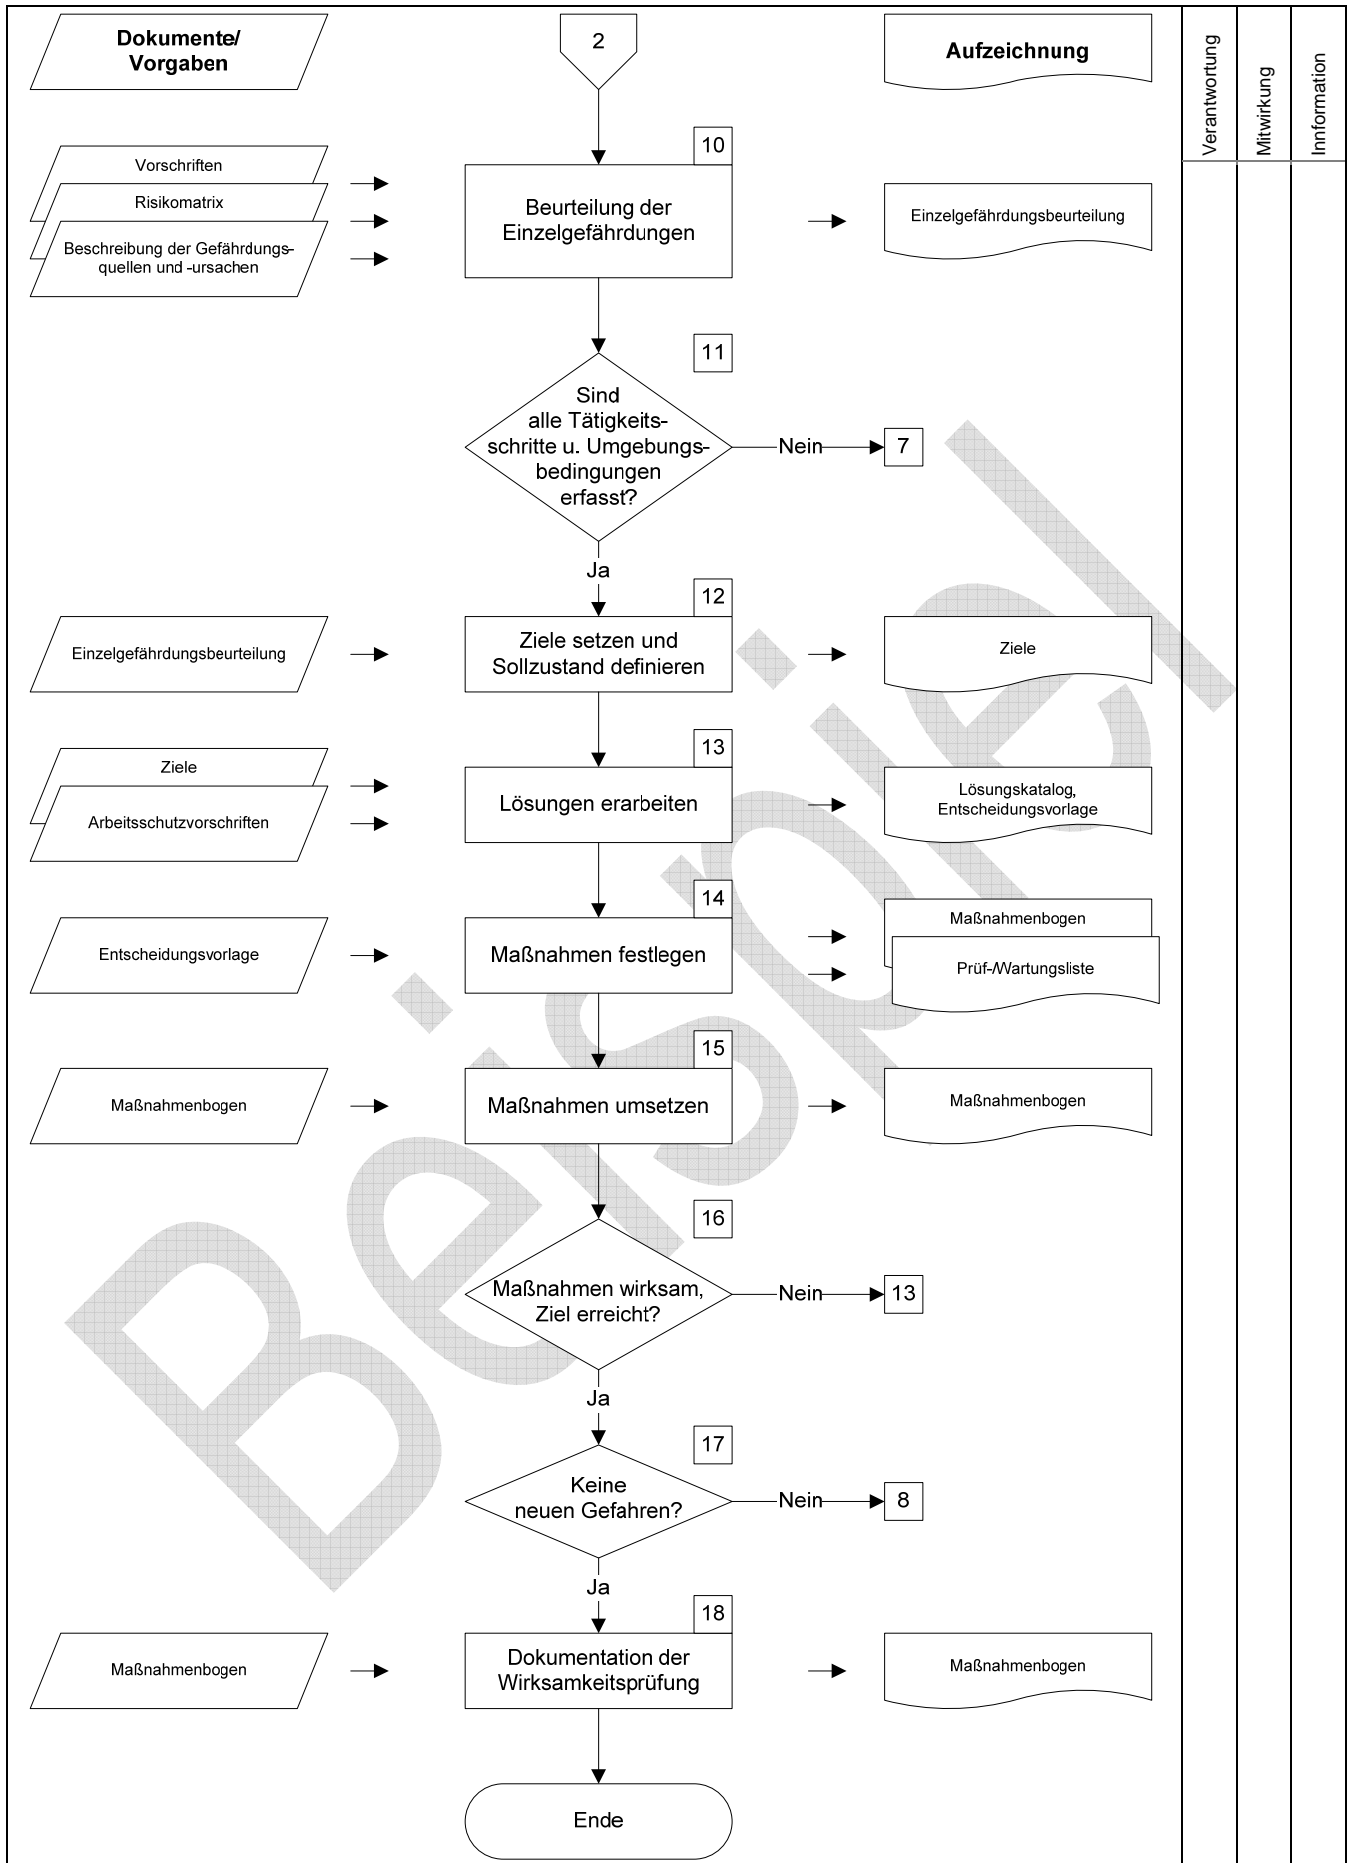 Dokumente/
Vorgaben
2
Aufzeichnung
Verantwortung
Mitwirkung
Innformation
10
Vorschriften
Risikomatrix
Beschreibung der Gefährdungs-
quellen und -ursachen
Beurteilung der
Einzelgefährdungen
Einzelgefährdungsbeurteilung
11
Sind
alle Tätigkeits-
schritte u. Umgebungs-
bedingungen
erfasst?
Nein
7
Ja
12
Einzelgefährdungsbeurteilung
Ziele setzen und
Sollzustand definieren
Ziele
13
Ziele
Arbeitsschutzvorschriften
Lösungen erarbeiten
Lösungskatalog,
Entscheidungsvorlage
14
Entscheidungsvorlage
Maßnahmen festlegen
Maßnahmenbogen
Prüf-/Wartungsliste
15
Maßnahmenbogen
Maßnahmen umsetzen
Maßnahmenbogen
16
Maßnahmen wirksam,
Ziel erreicht?
Nein
13
Ja
17
Keine
neuen Gefahren?
Nein
8
Ja
18
Maßnahmenbogen
Dokumentation der
Wirksamkeitsprüfung
Maßnahmenbogen
Ende
Beispiel